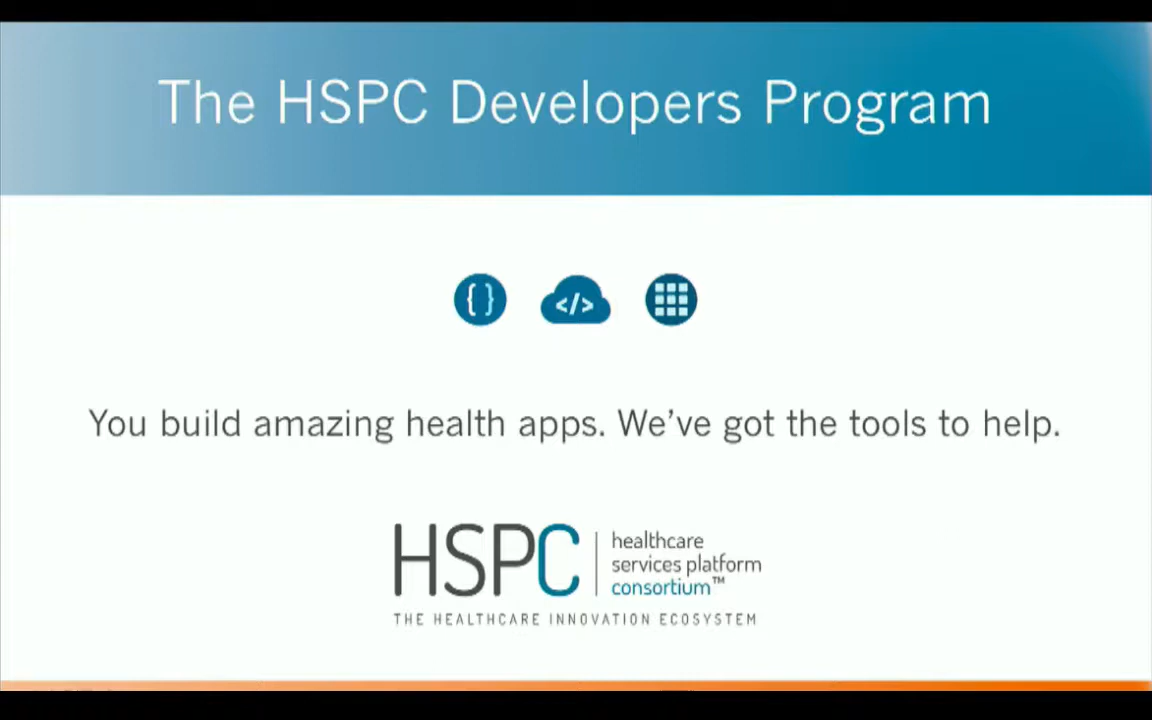 The HSPC Developers Program
{ }
</>
You build amazing health apps. We've got the tools to help.
HSPC
healthcare
services platform
consortium™
THE HEALTHCARE INNOVATION ECOSYSTEM